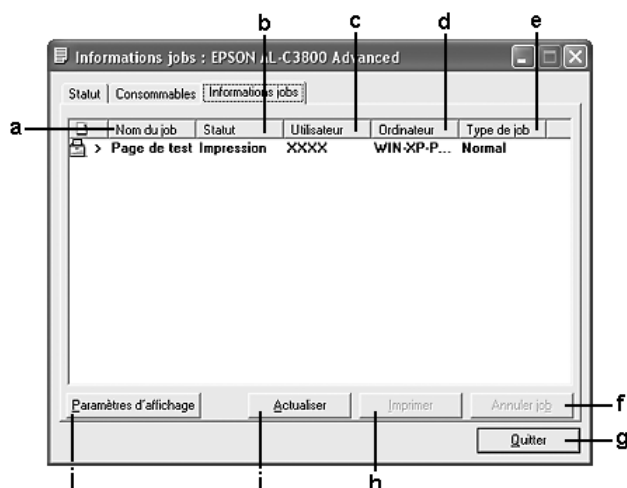 b c d e
Informations jobs : EPSON AL-C3800 Advanced
Statut Consommables Informations jobs
a Nom du job Statut Utilisateur Ordinateur Type de job
> Page de test Impression XXXX WIN-XP-P... Normal
Paramètres d'affichage Actualiser Imprimer Annuler job f
Quitter g
j i h